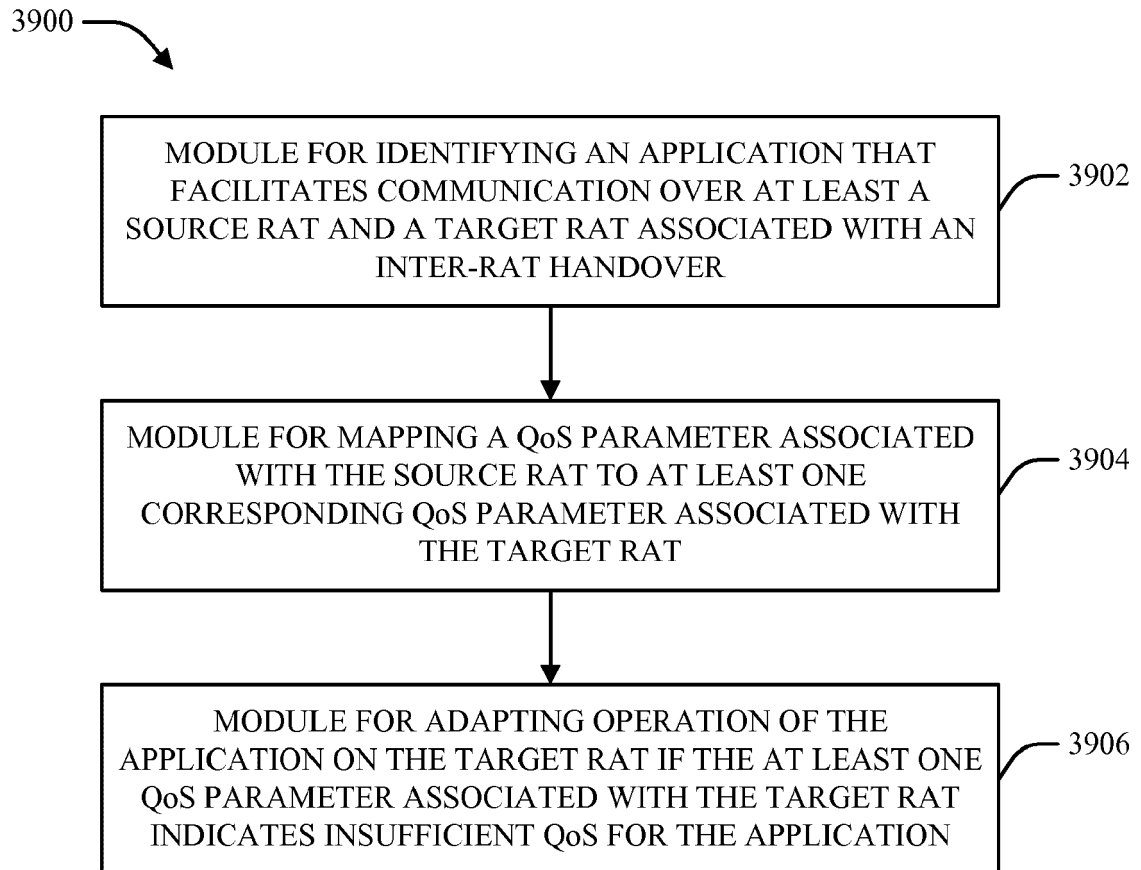 3900
MODULE FOR IDENTIFYING AN APPLICATION THAT
FACILITATES COMMUNICATION OVER AT LEAST A
SOURCE RAT AND A TARGET RAT ASSOCIATED WITH AN
INTER-RAT HANDOVER
3902
MODULE FOR MAPPING A QoS PARAMETER ASSOCIATED
WITH THE SOURCE RAT TO AT LEAST ONE
CORRESPONDING QoS PARAMETER ASSOCIATED WITH
THE TARGET RAT
3904
MODULE FOR ADAPTING OPERATION OF THE
APPLICATION ON THE TARGET RAT IF THE AT LEAST ONE
QoS PARAMETER ASSOCIATED WITH THE TARGET RAT
INDICATES INSUFFICIENT QoS FOR THE APPLICATION
3906